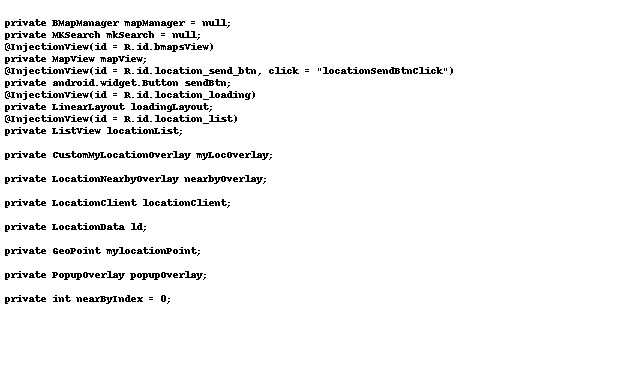 private BMapManager mapManager = null;
private MKSearch mkSearch = null;
@InjectionView(id = R.id.bmapsView)
private MapView mapView;
@InjectionView(id = R.id.location_send_btn, click = "locationSendBtnClick")
private android.widget.Button sendBtn;
@InjectionView(id = R.id.location_loading)
private LinearLayout loadingLayout;
@InjectionView(id = R.id.location_list)
private ListView locationList;
private CustomMyLocationOverlay myLocOverlay;
private LocationNearbyOverlay nearbyOverlay;
private LocationClient locationClient;
private LocationData ld;
private GeoPoint mylocationPoint;
private PopupOverlay popupOverlay;
private int nearByIndex = 0;